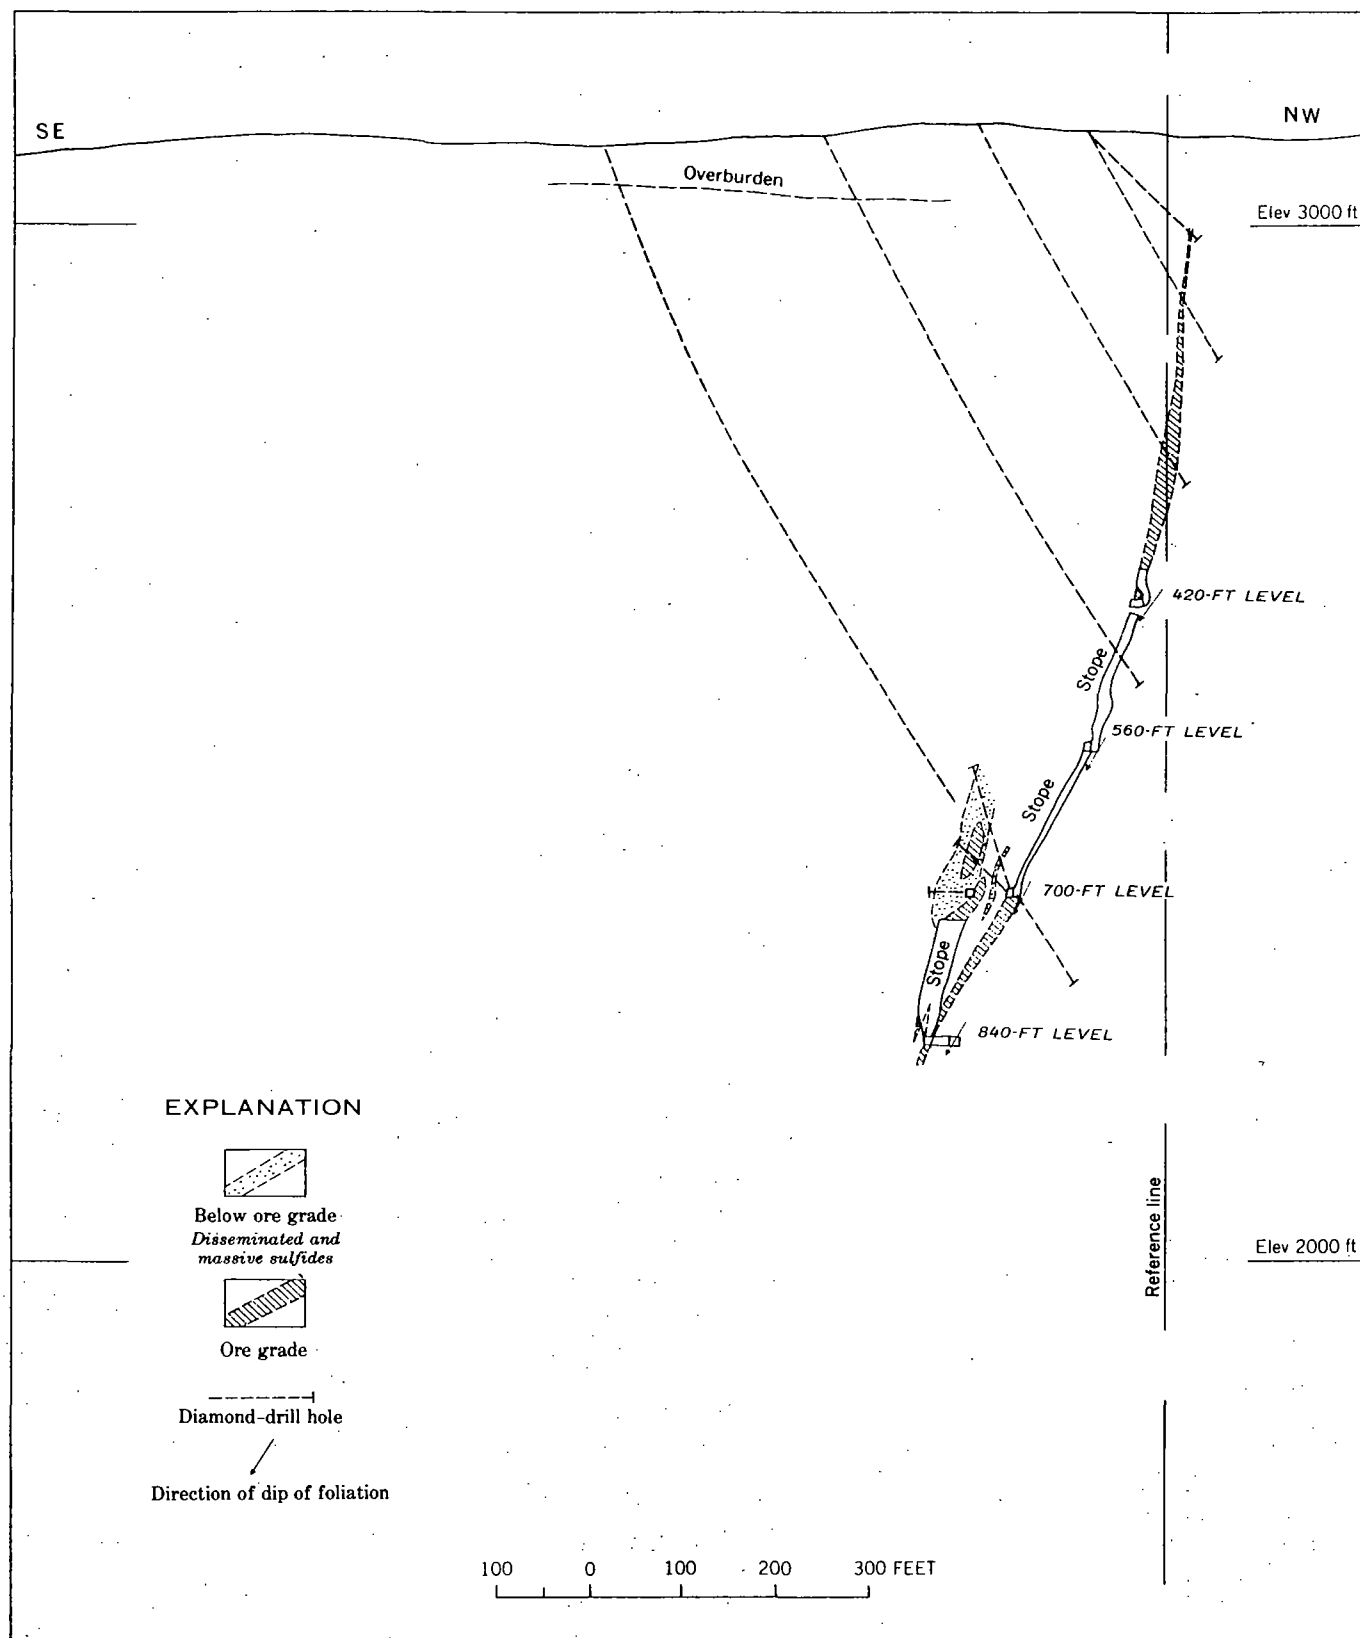 SE
NW
Overburden
Elev 3000 ft
420-FT LEVEL
Stope
560-FT LEVEL
Stope
700-FT LEVEL
Stope
840-FT LEVEL
EXPLANATION
Below ore grade
Disseminated and
massive sulfides
Ore grade
Diamond-drill hole
Direction of dip of foliation
Reference line
Elev 2000 ft
100 0 100 200 300 FEET